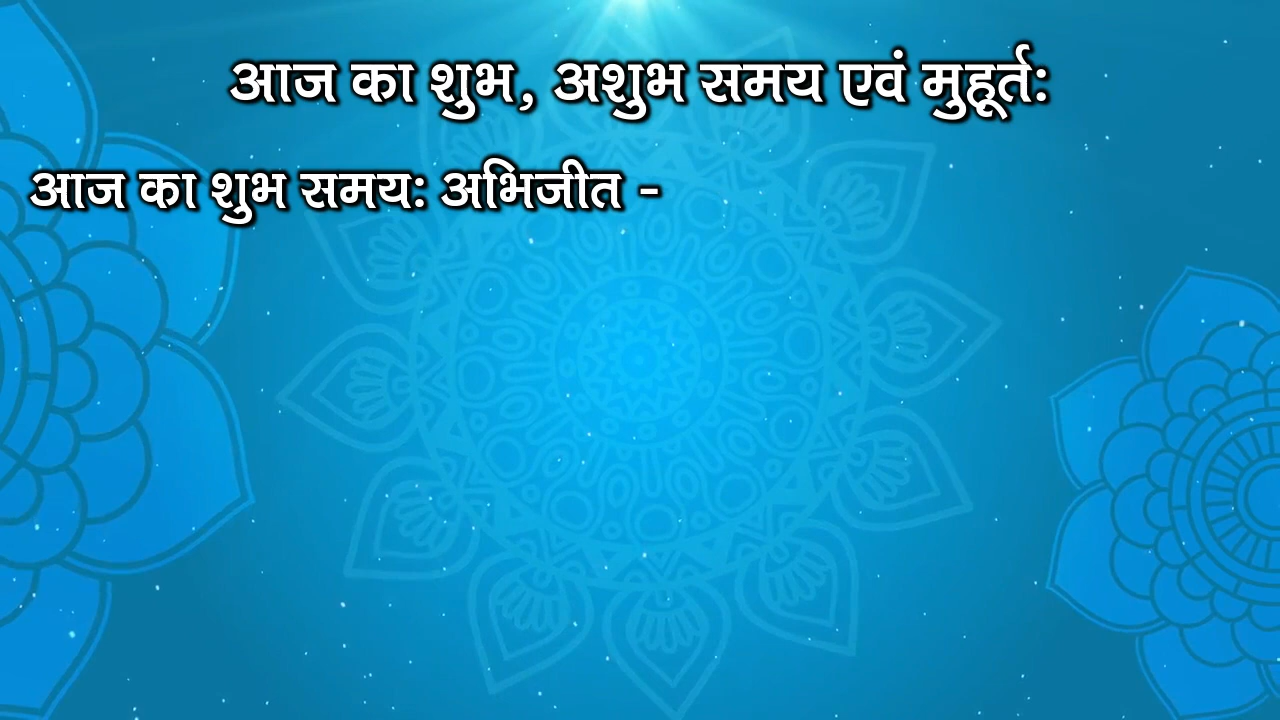 आज का शुभ, अशुभ समय एवं मुहूर्त:
आज का शुभ समय: अभिजीत -